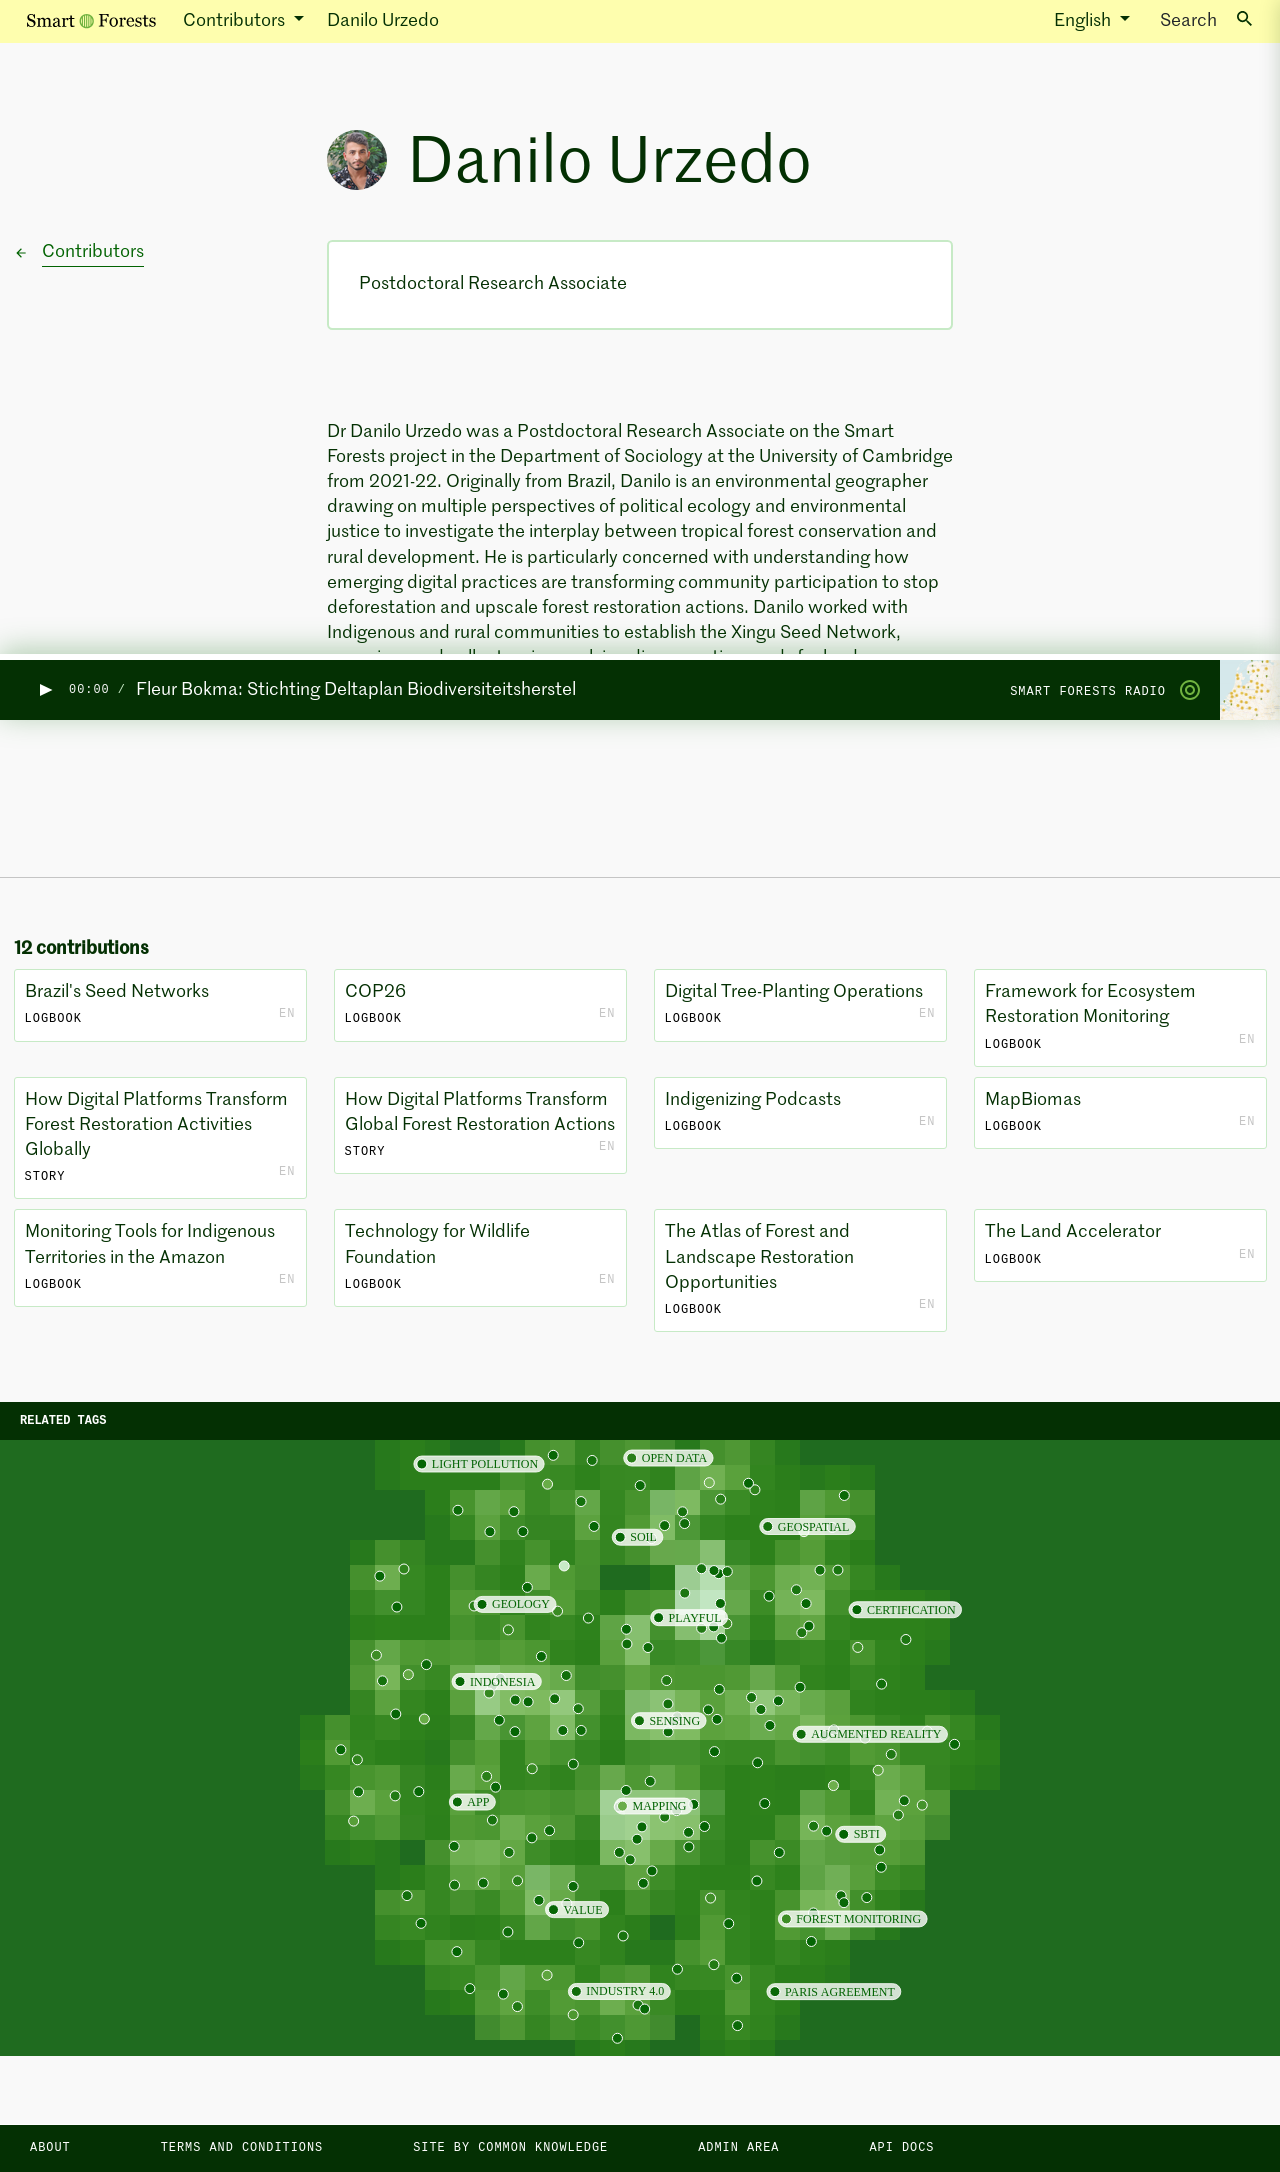 Smart Forests Contributors Danilo Urzedo English Search
Danilo Urzedo
Contributors
Postdoctoral Research Associate
Dr Danilo Urzedo was a Postdoctoral Research Associate on the Smart
Forests project in the Department of Sociology at the University of Cambridge
from 2021-22. Originally from Brazil, Danilo is an environmental geographer
drawing on multiple perspectives of political ecology and environmental
justice to investigate the interplay between tropical forest conservation and
rural development. He is particularly concerned with understanding how
emerging digital practices are transforming community participation to stop
deforestation and upscale forest restoration actions. Danilo worked with
Indigenous and rural communities to establish the Xingu Seed Network,
00:00 / Fleur Bokma: Stichting Deltaplan Biodiversiteitsherstel SMART FORESTS RADIO
12 contributions
Brazil's Seed Networks
LOGBOOK EN
COP26
LOGBOOK EN
Digital Tree-Planting Operations
LOGBOOK EN
Framework for Ecosystem
Restoration Monitoring
LOGBOOK EN
How Digital Platforms Transform
Forest Restoration Activities
Globally
STORY EN
How Digital Platforms Transform
Global Forest Restoration Actions
STORY EN
Indigenizing Podcasts
LOGBOOK EN
MapBiomas
LOGBOOK EN
Monitoring Tools for Indigenous
Territories in the Amazon
LOGBOOK EN
Technology for Wildlife
Foundation
LOGBOOK EN
The Atlas of Forest and
Landscape Restoration
Opportunities
LOGBOOK EN
The Land Accelerator
LOGBOOK EN
RELATED TAGS
LIGHT POLLUTION
OPEN DATA
GEOSPATIAL
SOIL
GEOLOGY
PLAYFUL
CERTIFICATION
INDONESIA
SENSING
AUGMENTED REALITY
APP
MAPPING
SBTI
VALUE
FOREST MONITORING
INDUSTRY 4.0
PARIS AGREEMENT
ABOUT TERMS AND CONDITIONS SITE BY COMMON KNOWLEDGE ADMIN AREA API DOCS